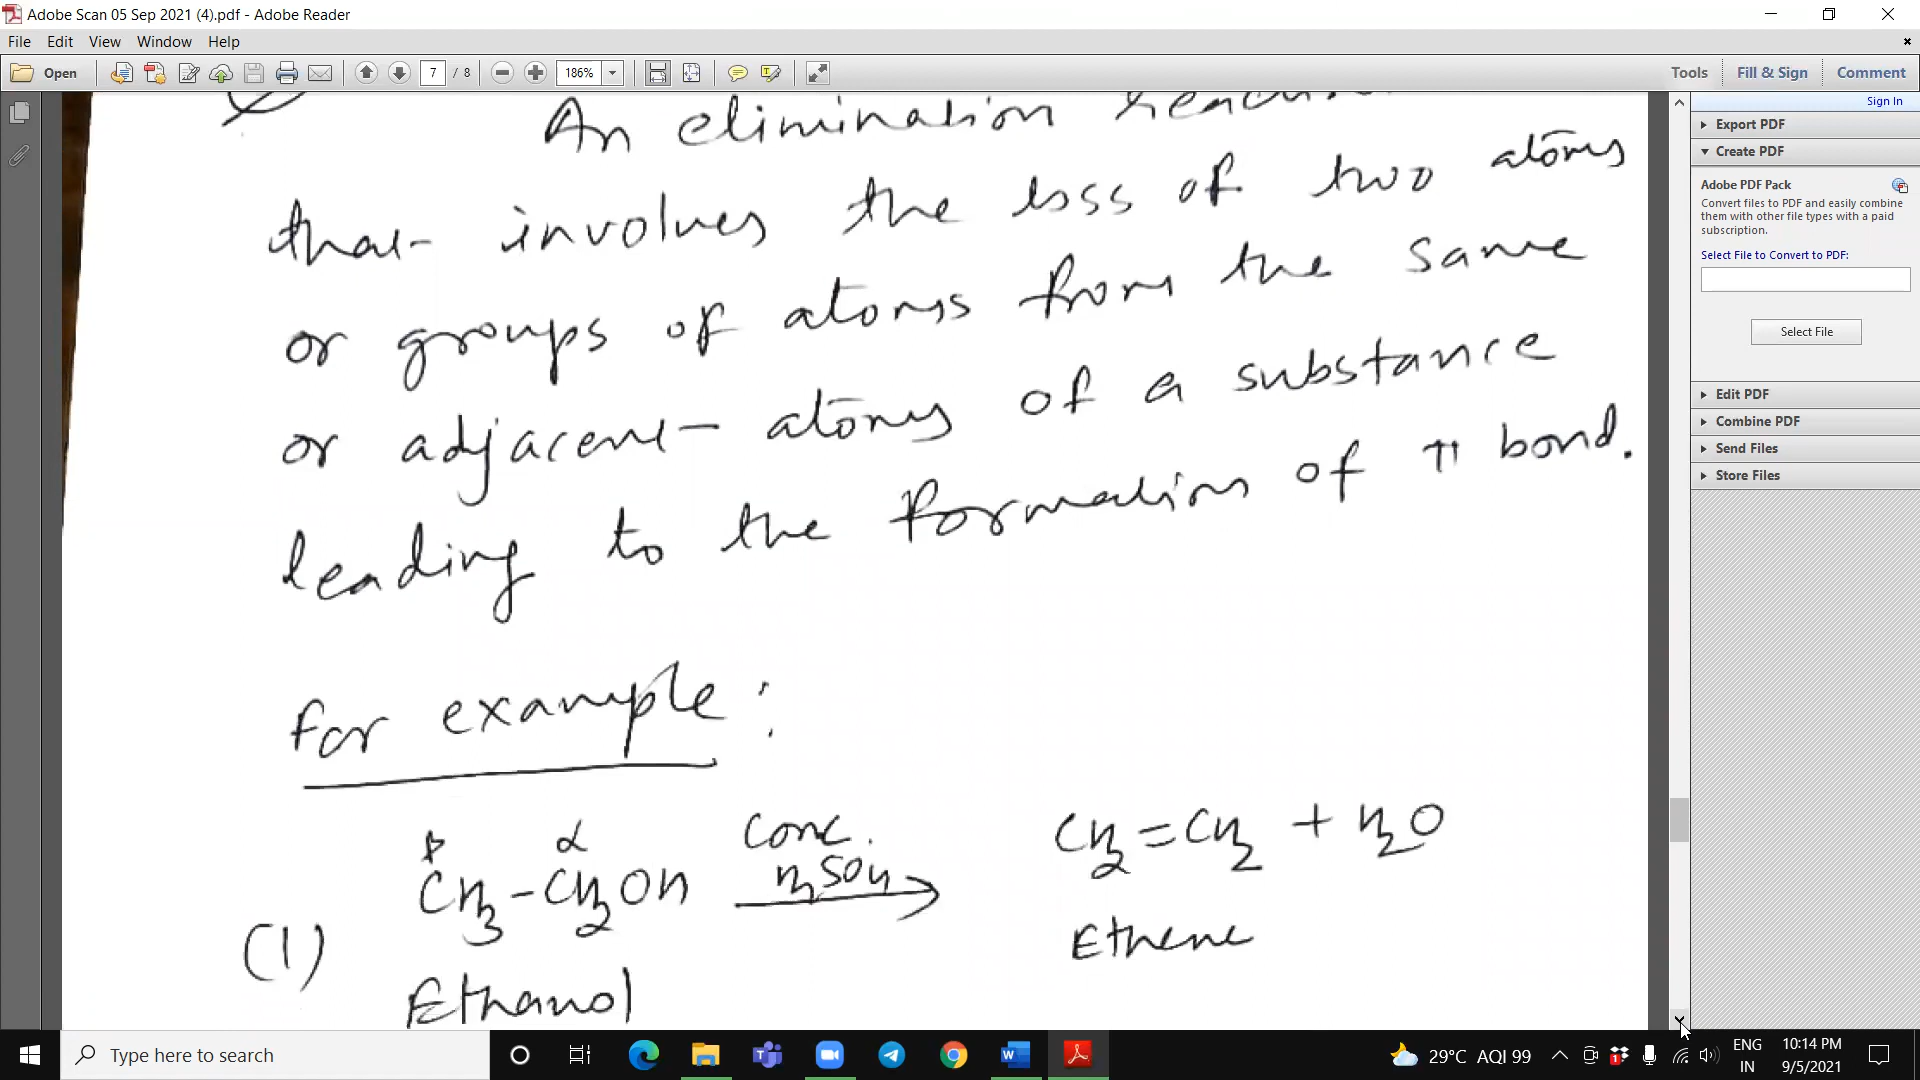 Adobe Scan 05 Sep 2021 (4).pdf - Adobe Reader
File Edit View Window Help
Open 7 / 8 186% Tools Fill & Sign Comment
Sign In
Export PDF
Create PDF
Adobe PDF Pack
Convert files to PDF and easily combine
them with other file types with a paid
subscription.
Select File to Convert to PDF:
Select File
Edit PDF
Combine PDF
Send Files
Store Files
An elimination reaction
that involves the loss of two atoms
or groups of atoms from the same
or adjacent atoms of a substance
leading to the formation of π bond.
for example :
β α
(1) CH3-CH2OH Conc. H2SO4 → CH2=CH2 + H2O
Ethanol Ethene
Type here to search
29°C AQI 99
ENG
IN
10:14 PM
9/5/2021